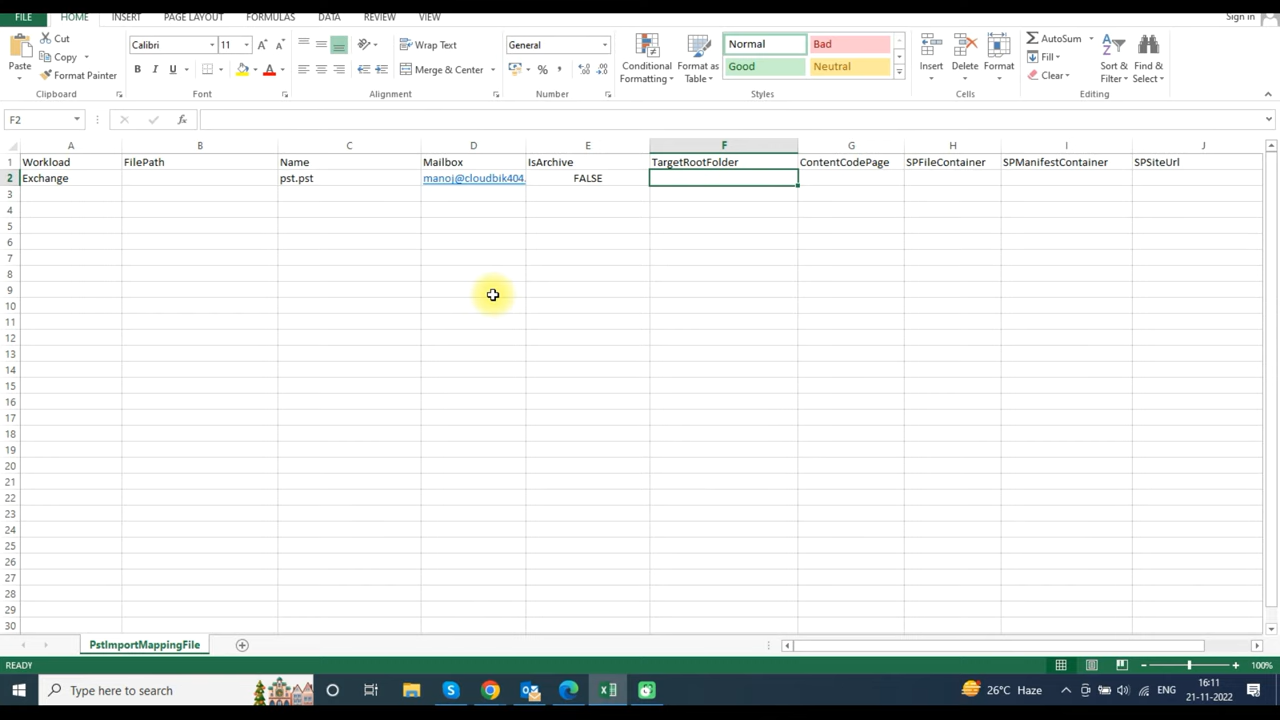 FILE HOME INSERT PAGE LAYOUT FORMULAS DATA REVIEW VIEW Sign in
Paste Cut Copy Format Painter
Clipboard
Calibri 11
B I U A
Font
Wrap Text
Merge & Center
Alignment
General
%
Number
Conditional Formatting
Format as Table
Normal Bad
Good Neutral
Styles
Insert Delete Format
Cells
AutoSum
Fill
Clear
Sort & Filter
Find & Select
Editing
F2 fx
A B C D E F G H I J
1 Workload FilePath Name Mailbox IsArchive TargetRootFolder ContentCodePage SPFileContainer SPManifestContainer SPSiteUrl
2 Exchange pst.pst manoj@cloudbik404. FALSE
3
4
5
6
7
8
9
10
11
12
13
14
15
16
17
18
19
20
21
22
23
24
25
26
27
28
29
30
PstImportMappingFile
READY 100%
Type here to search 26°C Haze ENG 16:11
21-11-2022